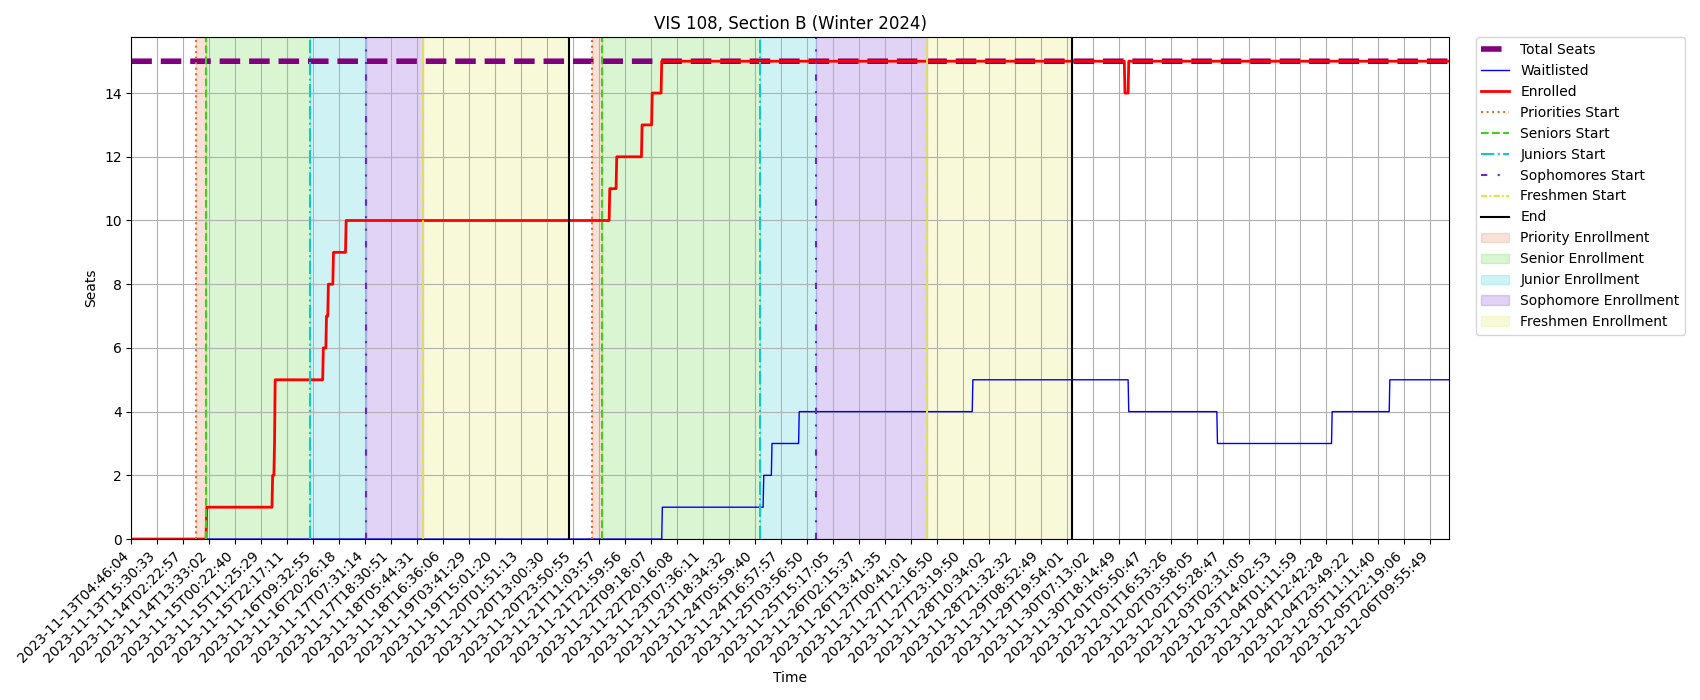 VIS 108, Section B (Winter 2024)
Total Seats
Waitlisted
Enrolled
Priorities Start
Seniors Start
Juniors Start
Sophomores Start
Freshmen Start
End
Priority Enrollment
Senior Enrollment
Junior Enrollment
Sophomore Enrollment
Freshmen Enrollment
Seats
14
12
10
8
6
4
2
0
2023-11-13T04:46:04
2023-11-13T15:30:33
2023-11-14T02:22:57
2023-11-14T13:33:02
2023-11-15T00:22:40
2023-11-15T11:25:29
2023-11-15T22:17:11
2023-11-16T09:32:55
2023-11-16T20:26:18
2023-11-17T07:31:14
2023-11-17T18:30:51
2023-11-18T05:44:31
2023-11-18T16:36:06
2023-11-19T03:41:29
2023-11-19T15:01:20
2023-11-20T01:51:13
2023-11-20T13:00:30
2023-11-20T23:50:55
2023-11-21T11:03:57
2023-11-21T21:59:56
2023-11-22T09:18:07
2023-11-22T20:16:08
2023-11-23T07:36:11
2023-11-23T18:34:32
2023-11-24T05:59:40
2023-11-24T16:57:57
2023-11-25T03:56:50
2023-11-25T15:17:05
2023-11-26T02:15:37
2023-11-26T13:41:35
2023-11-27T00:41:01
2023-11-27T12:16:50
2023-11-27T23:19:50
2023-11-28T10:34:02
2023-11-28T21:32:32
2023-11-29T08:52:49
2023-11-29T19:54:01
2023-11-30T07:13:02
2023-11-30T18:14:49
2023-12-01T05:50:47
2023-12-01T16:53:26
2023-12-02T03:58:05
2023-12-02T15:28:47
2023-12-03T02:31:05
2023-12-03T14:02:53
2023-12-04T01:11:59
2023-12-04T12:42:28
2023-12-04T23:49:22
2023-12-05T11:11:40
2023-12-05T22:19:06
2023-12-06T09:55:49
Time